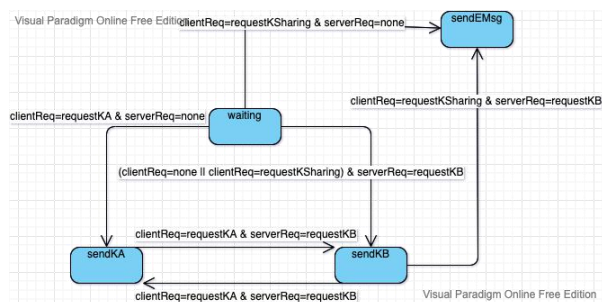 Visual Paradigm Online Free Edition
clientReq=requestKSharing & serverReq=none
sendEMsg
clientReq=requestKSharing & serverReq=requestKB
clientReq=requestKA & serverReq=none
waiting
(clientReq=none || clientReq=requestKSharing) & serverReq=requestKB
clientReq=requestKA & serverReq=requestKB
sendKA
sendKB
clientReq=requestKA & serverReq=requestKB
Visual Paradigm Online Free Edition